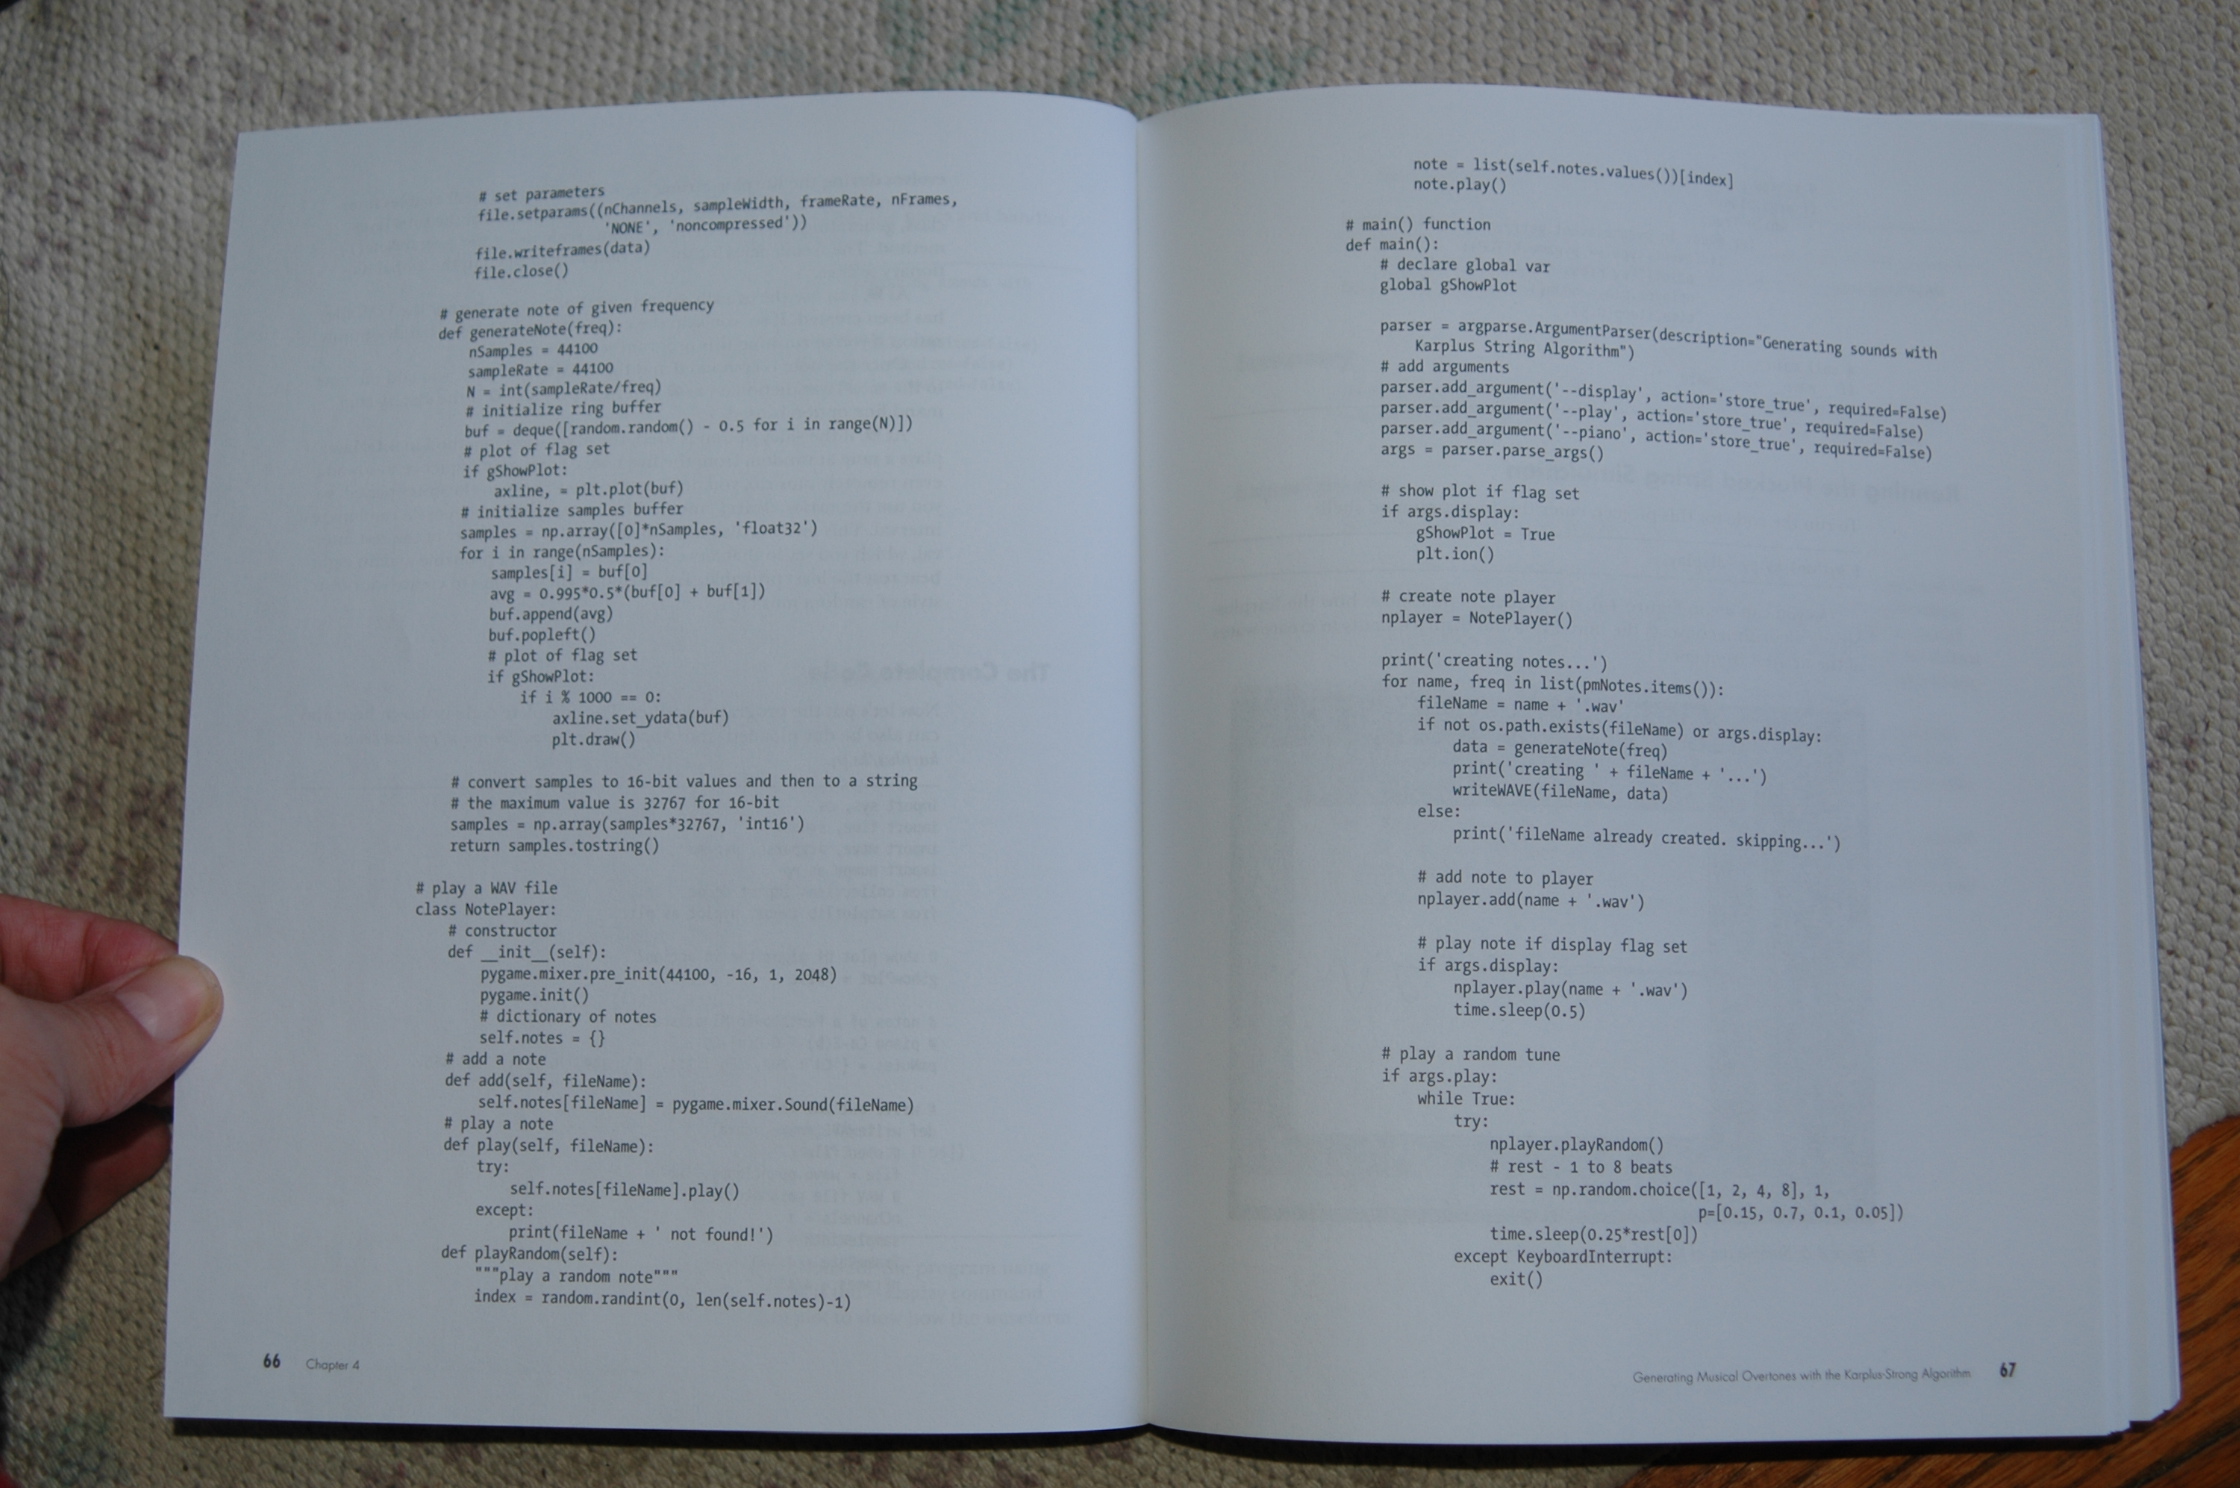 # set parameters
file.setparams((nChannels, sampleWidth, frameRate, nFrames,
'NONE', 'noncompressed'))
file.writeframes(data)
file.close()
# generate note of given frequency
def generateNote(freq):
nSamples = 44100
sampleRate = 44100
N = int(sampleRate/freq)
# initialize ring buffer
buf = deque([random.random() - 0.5 for i in range(N)])
# plot of flag set
if gShowPlot:
axline, = plt.plot(buf)
# initialize samples buffer
samples = np.array([0]*nSamples, 'float32')
for i in range(nSamples):
samples[i] = buf[0]
avg = 0.995*0.5*(buf[0] + buf[1])
buf.append(avg)
buf.popleft()
# plot of flag set
if gShowPlot:
if i % 1000 == 0:
axline.set_ydata(buf)
plt.draw()
# convert samples to 16-bit values and then to a string
# the maximum value is 32767 for 16-bit
samples = np.array(samples*32767, 'int16')
return samples.tostring()
# play a WAV file
class NotePlayer:
# constructor
def __init__(self):
pygame.mixer.pre_init(44100, -16, 1, 2048)
pygame.init()
# dictionary of notes
self.notes = {}
# add a note
def add(self, fileName):
self.notes[fileName] = pygame.mixer.Sound(fileName)
# play a note
def play(self, fileName):
try:
self.notes[fileName].play()
except:
print(fileName + ' not found!')
def playRandom(self):
"""play a random note"""
index = random.randint(0, len(self.notes)-1)
66 Chapter 4
note = list(self.notes.values())[index]
note.play()
# main() function
def main():
# declare global var
global gShowPlot
parser = argparse.ArgumentParser(description="Generating sounds with
Karplus String Algorithm")
# add arguments
parser.add_argument('--display', action='store_true', required=False)
parser.add_argument('--play', action='store_true', required=False)
parser.add_argument('--piano', action='store_true', required=False)
args = parser.parse_args()
# show plot if flag set
if args.display:
gShowPlot = True
plt.ion()
# create note player
nplayer = NotePlayer()
print('creating notes...')
for name, freq in list(pmNotes.items()):
fileName = name + '.wav'
if not os.path.exists(fileName) or args.display:
data = generateNote(freq)
print('creating ' + fileName + '...')
writeWAVE(fileName, data)
else:
print('fileName already created. skipping...')
# add note to player
nplayer.add(name + '.wav')
# play note if display flag set
if args.display:
nplayer.play(name + '.wav')
time.sleep(0.5)
# play a random tune
if args.play:
while True:
try:
nplayer.playRandom()
# rest - 1 to 8 beats
rest = np.random.choice([1, 2, 4, 8], 1,
p=[0.15, 0.7, 0.1, 0.05])
time.sleep(0.25*rest[0])
except KeyboardInterrupt:
exit()
Generating Musical Overtones with the Karplus-Strong Algorithm 67